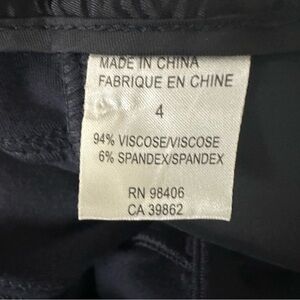 MADE IN CHINA
FABRIQUE EN CHINE
4
94% VISCOSE/VISCOSE
6% SPANDEX/SPANDEX
RN 98406
CA 39862